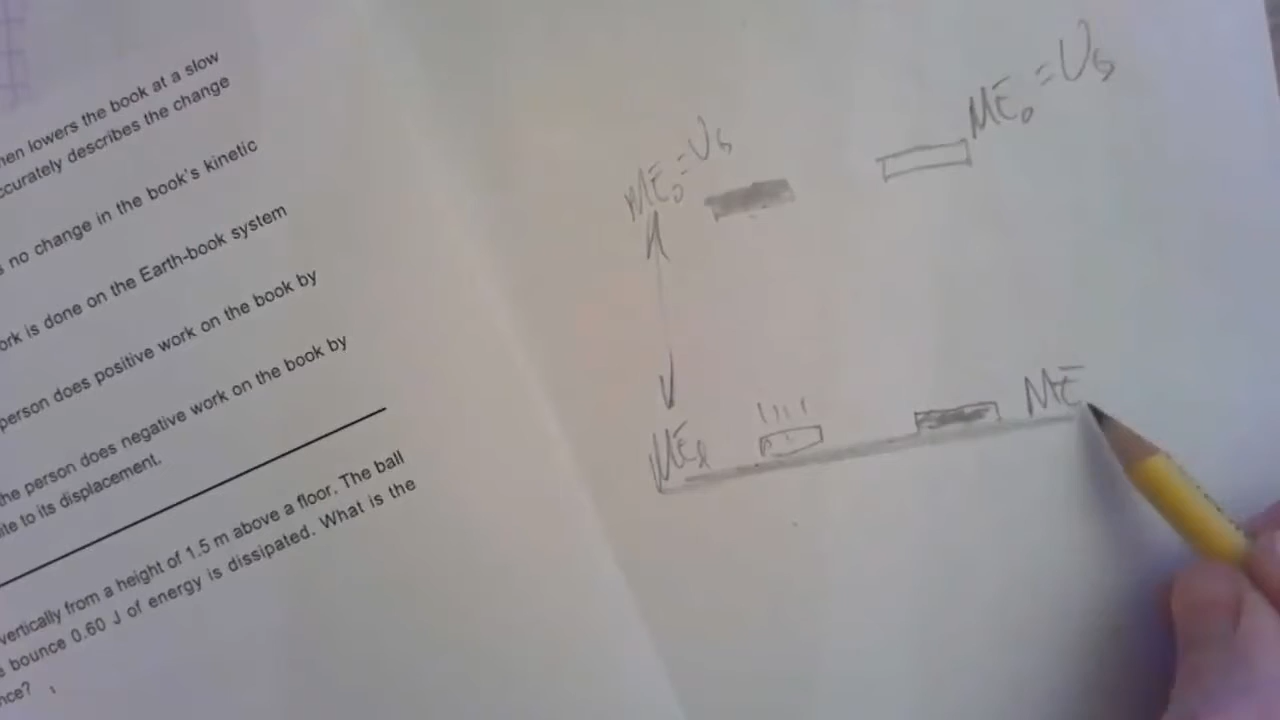 hen lowers the book at a slow
ccurately describes the change
s no change in the book's kinetic
ork is done on the Earth-book system
person does positive work on the book by
the person does negative work on the book by
ite to its displacement.
vertically from a height of 1.5 m above a floor. The ball
s bounce 0.60 J of energy is dissipated. What is the
nce?
ME₀ = U
ME₀ = U
ME
ME